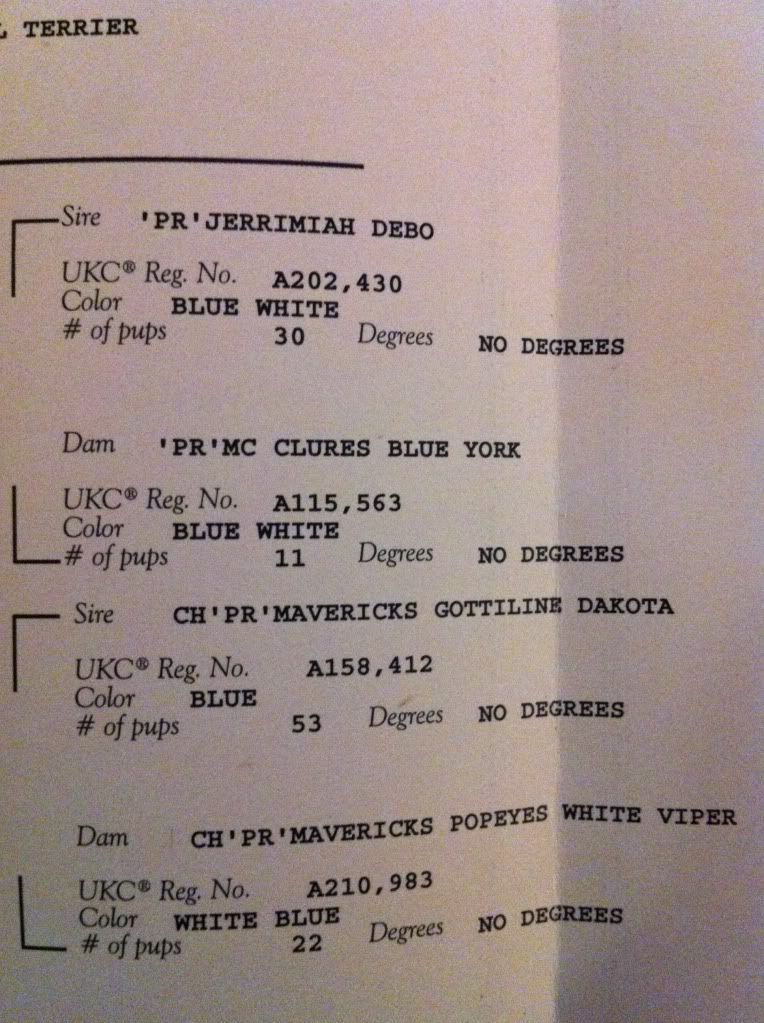 TERRIER
Sire 'PR'JERRIMIAH DEBO
UKC® Reg. No. A202,430
Color BLUE WHITE
# of pups 30 Degrees NO DEGREES
Dam 'PR'MC CLURES BLUE YORK
UKC® Reg. No. A115,563
Color BLUE WHITE
# of pups 11 Degrees NO DEGREES
Sire CH'PR'MAVERICKS GOTTILINE DAKOTA
UKC® Reg. No. A158,412
Color BLUE
# of pups 53 Degrees NO DEGREES
Dam CH'PR'MAVERICKS POPEYES WHITE VIPER
UKC® Reg. No. A210,983
Color WHITE BLUE
# of pups 22 Degrees NO DEGREES